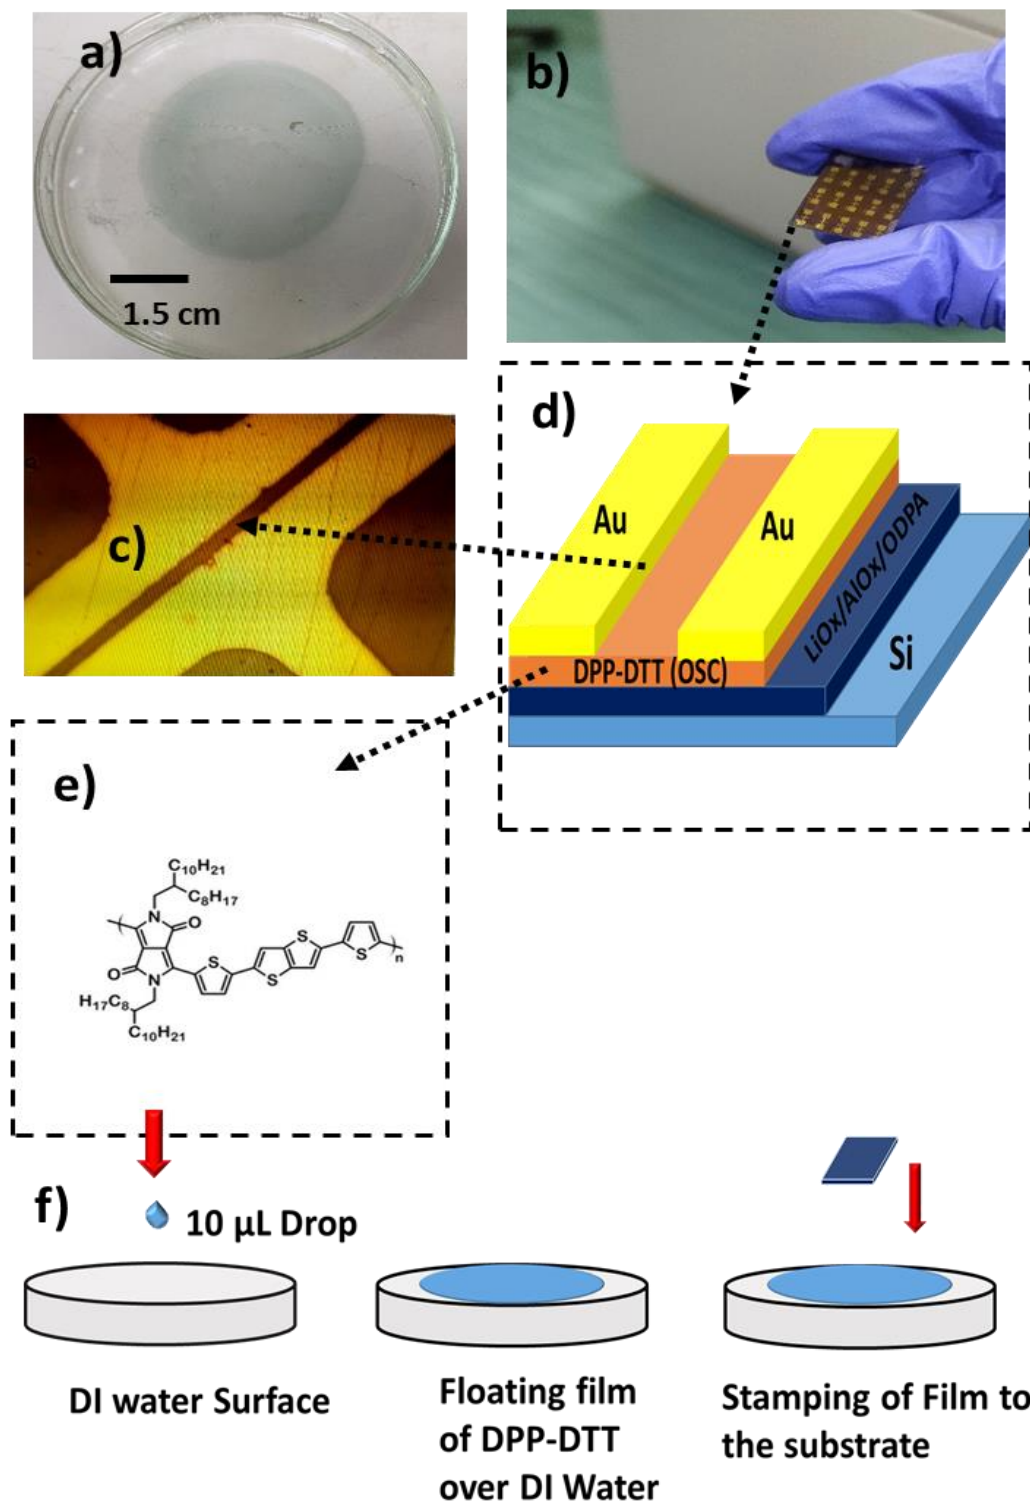 a)
1.5 cm
b)
c)
d)
Au
Au
DPP-DTT (OSC)
LiOx/AlOx/ODPA
Si
e)
C10H21
C8H17
N
O
O
N
S
S
S
S
n
H17C8
C10H21
f)
10 µL Drop
DI water Surface
Floating film
of DPP-DTT
over DI Water
Stamping of Film to
the substrate